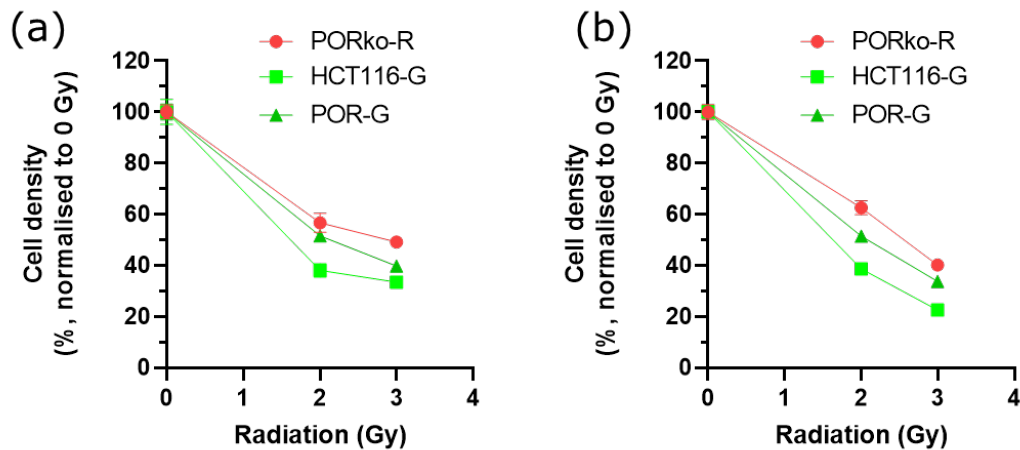 (a)
PORko-R
HCT116-G
POR-G
120
100
80
60
40
20
0
Cell density
(%, normalised to 0 Gy)
0
1
2
3
4
Radiation (Gy)
(b)
PORko-R
HCT116-G
POR-G
120
100
80
60
40
20
0
Cell density
(%, normalised to 0 Gy)
0
1
2
3
4
Radiation (Gy)